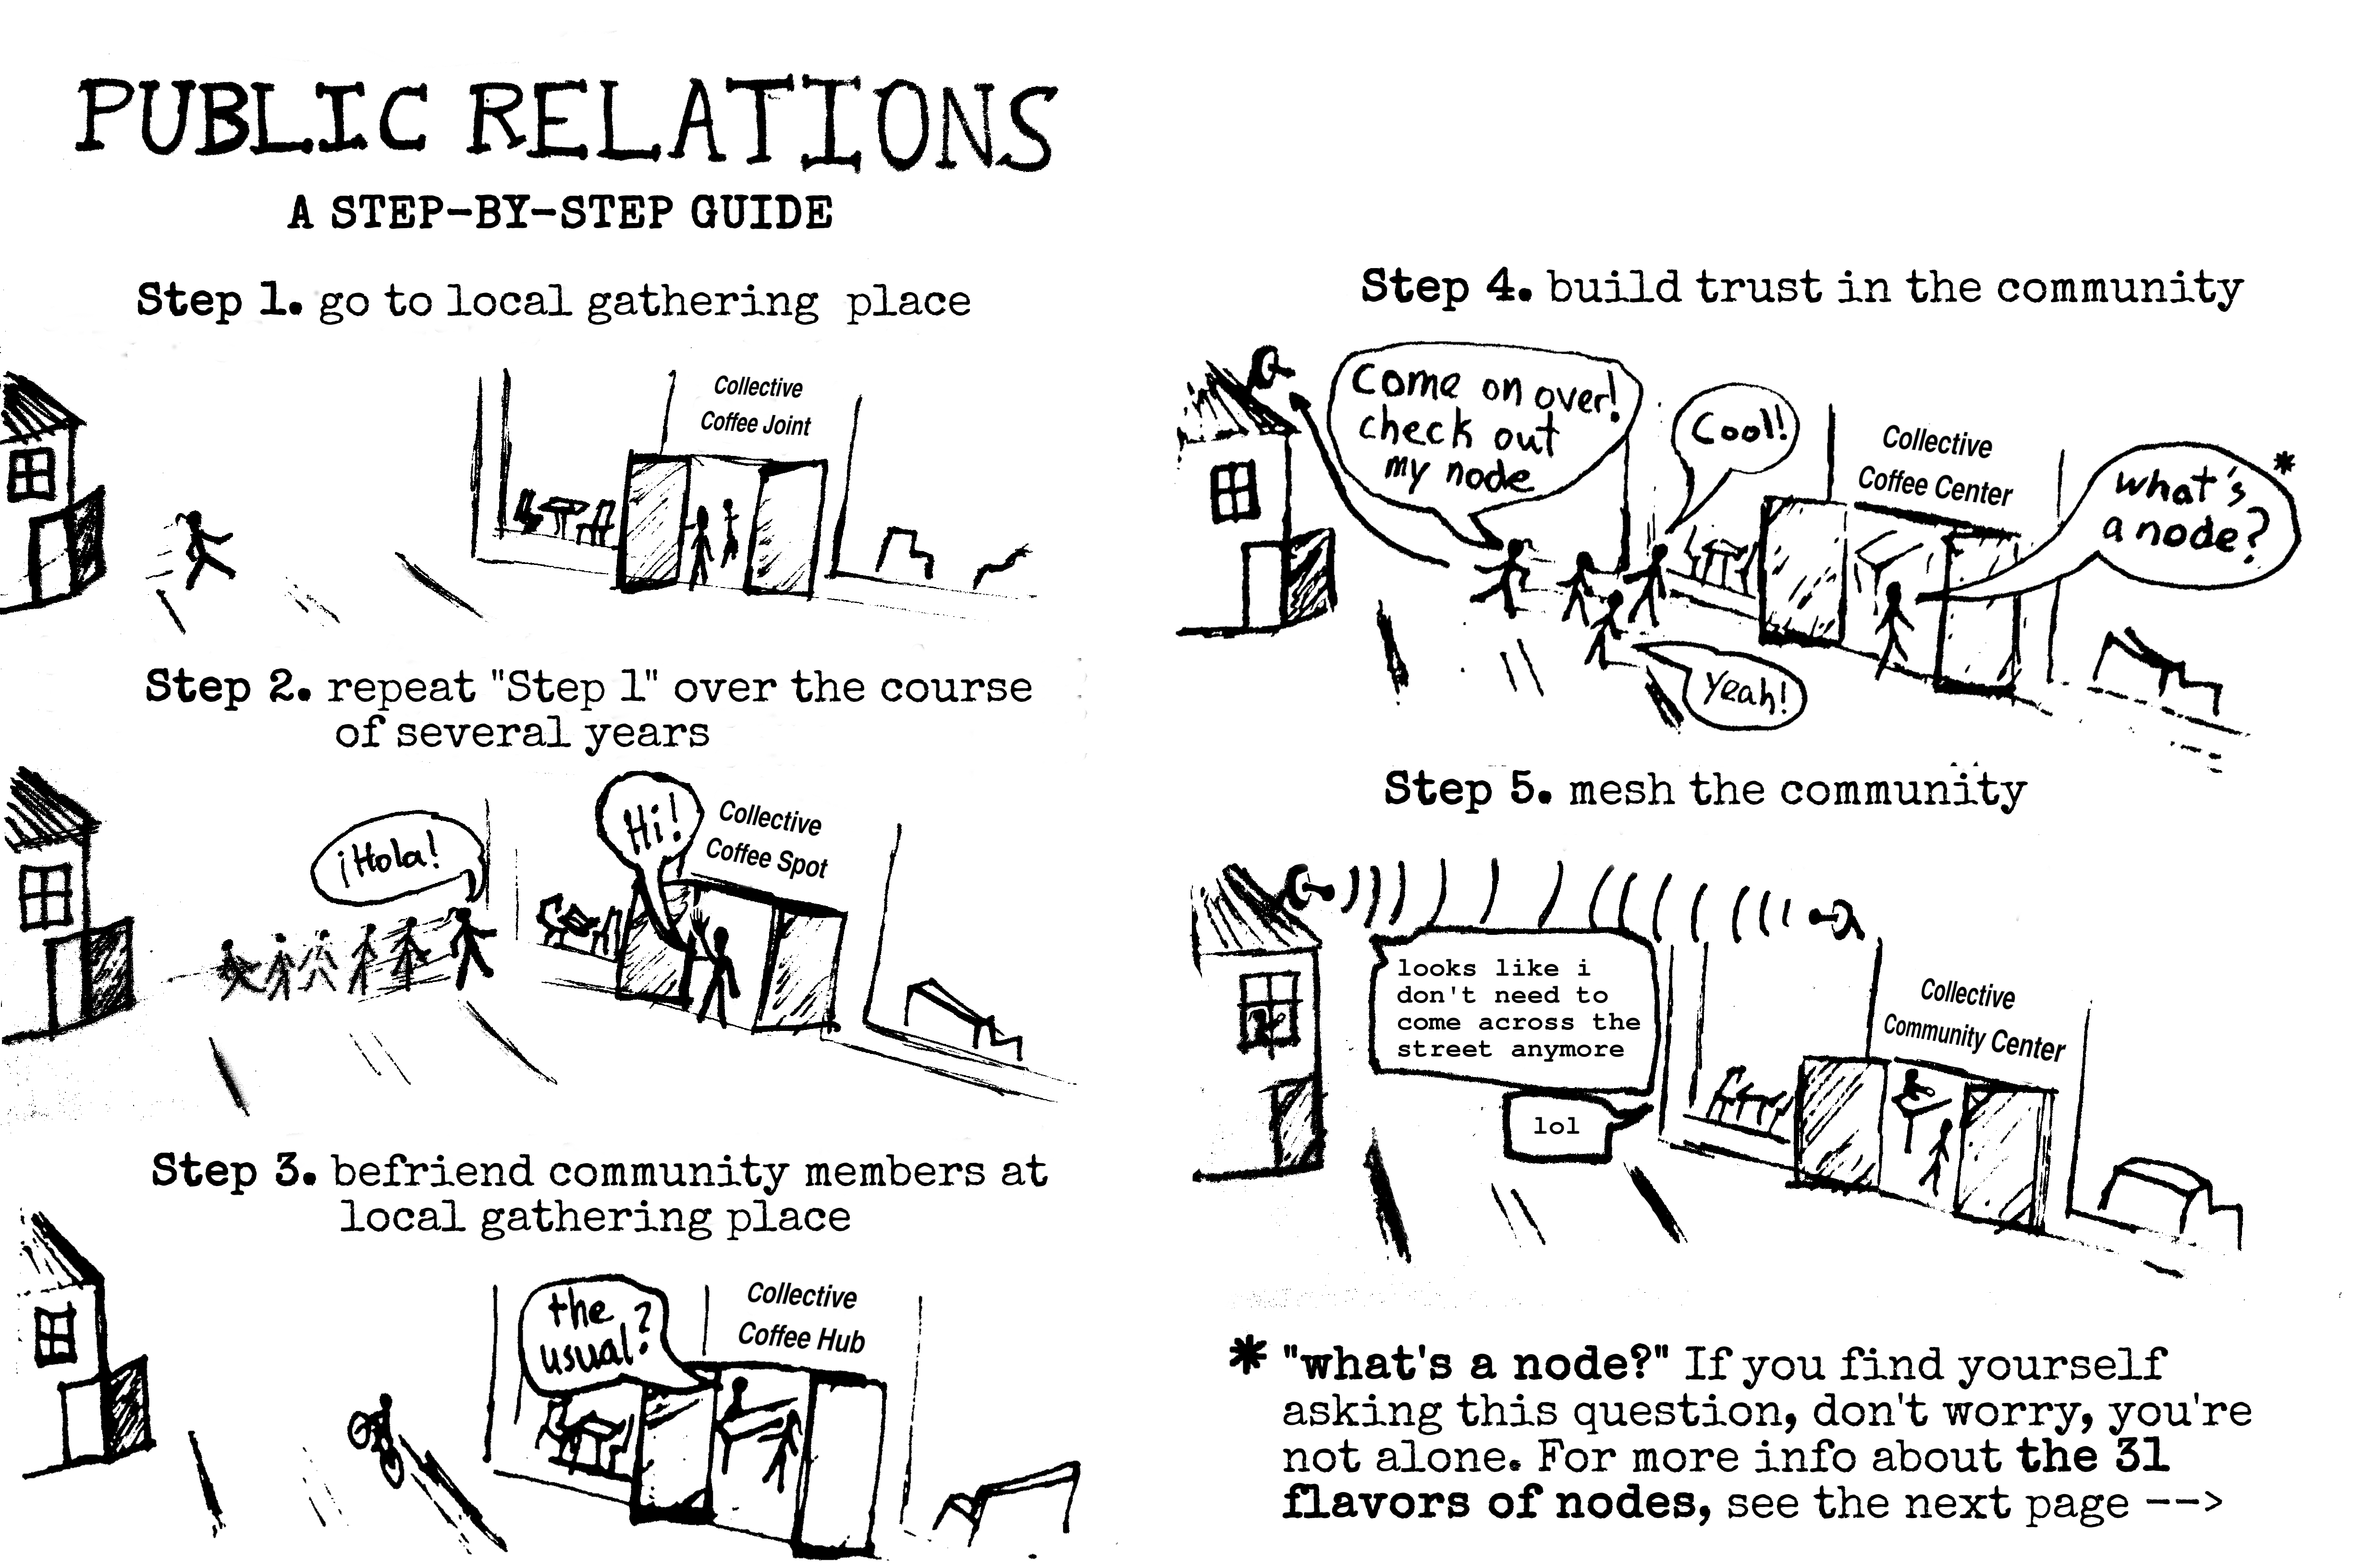 PUBLIC RELATIONS
A STEP-BY-STEP GUIDE
Step 1. go to local gathering place
Collective
Coffee Joint
Step 2. repeat "Step 1" over the course
of several years
¡Hola!
Hi!
Collective
Coffee Spot
Step 3. befriend community members at
local gathering place
the
usual?
Collective
Coffee Hub
Step 4. build trust in the community
Come on over!
check out
my node
Cool!
Collective
Coffee Center
what's
a node?
*
Yeah!
Step 5. mesh the community
looks like i
don't need to
come across the
street anymore
lol
Collective
Community Center
* "what's a node?" If you find yourself
asking this question, don't worry, you're
not alone. For more info about the 31
flavors of nodes, see the next page -->